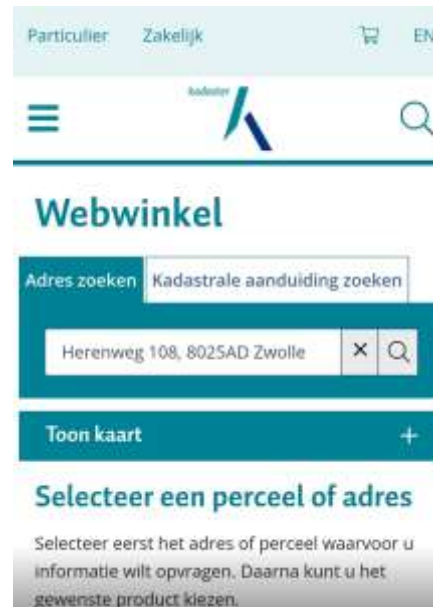 Particulier Zakelijk EN
kadaster
Webwinkel
Adres zoeken Kadastrale aanduiding zoeken
Herenweg 108, 8025AD Zwolle
Toon kaart
Selecteer een perceel of adres
Selecteer eerst het adres of perceel waarvoor u
informatie wilt opvragen. Daarna kunt u het
gewenste product kiezen.